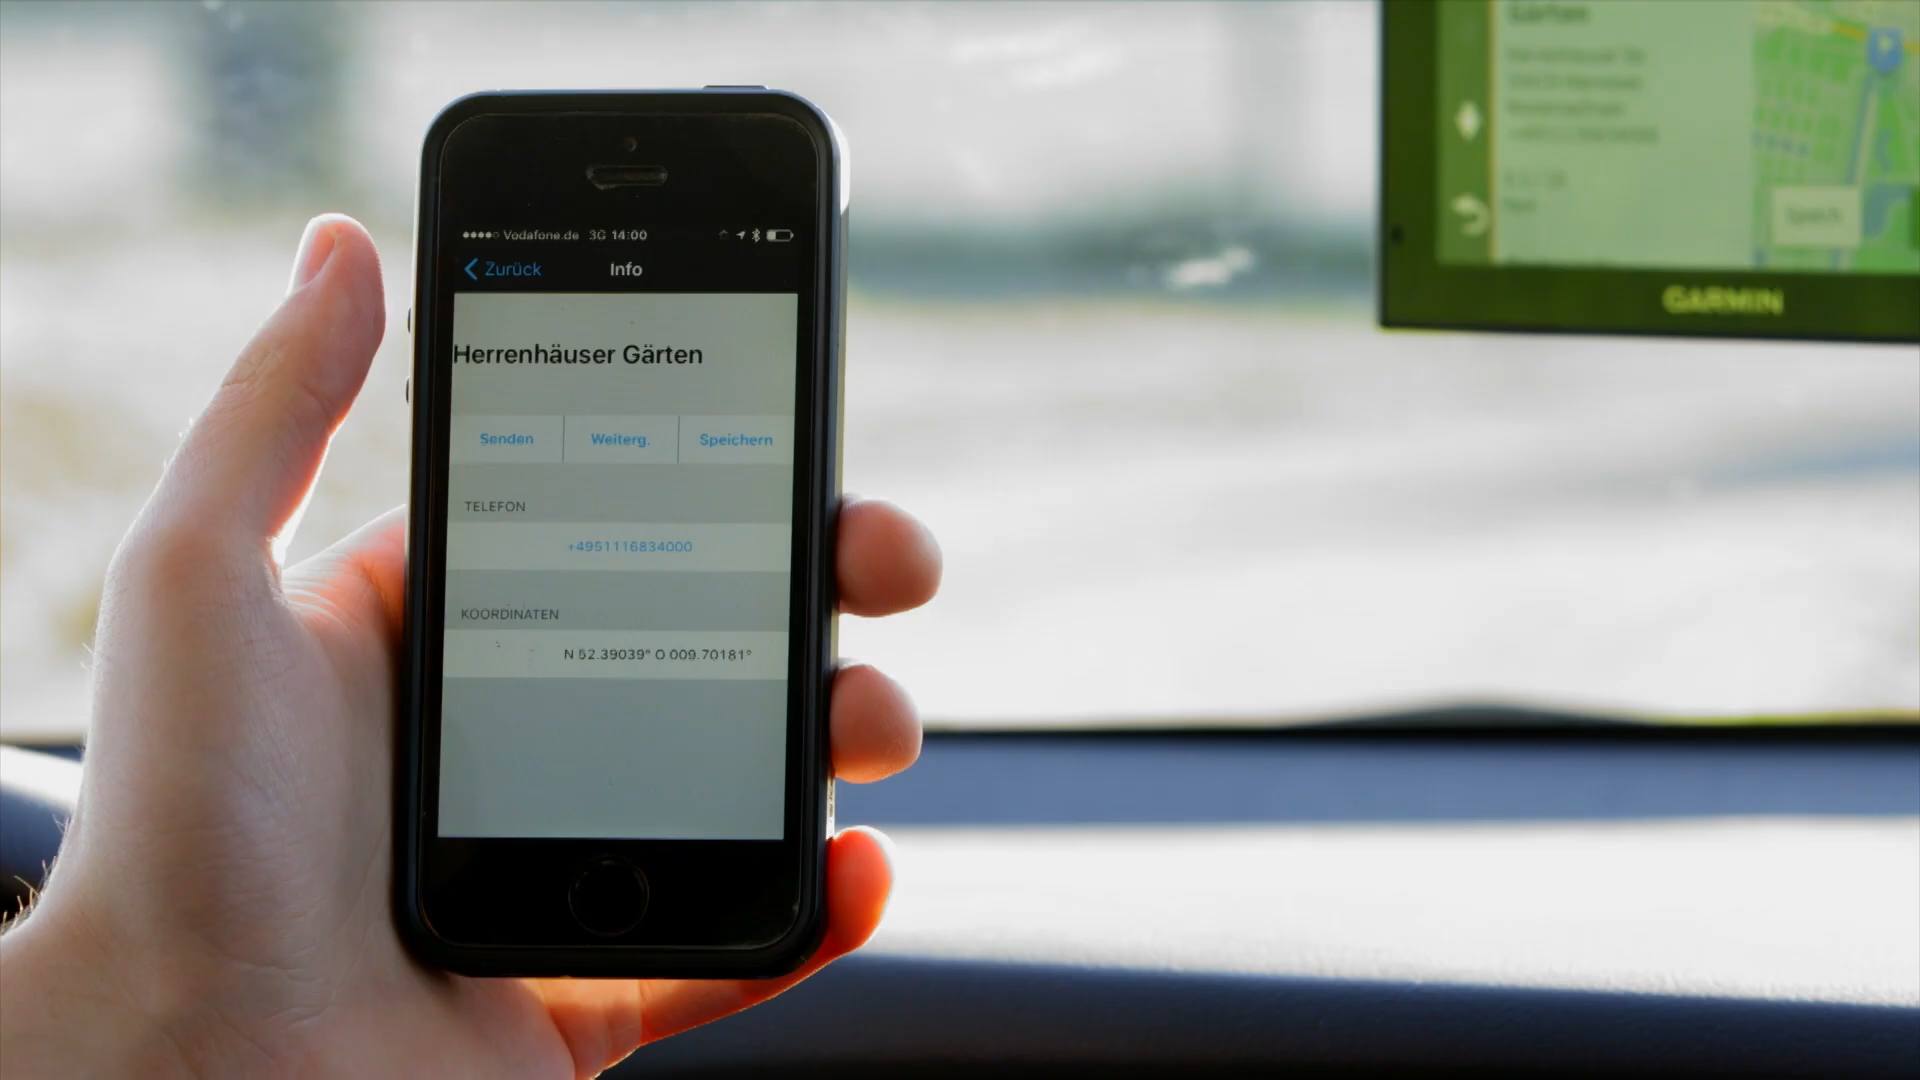 Vodafone.de 3G 14:00
Zurück Info
Herrenhäuser Gärten
Senden Weiterg. Speichern
TELEFON
+4951116834000
KOORDINATEN
N 52.39039° O 009.70181°
Gärten
GARMIN